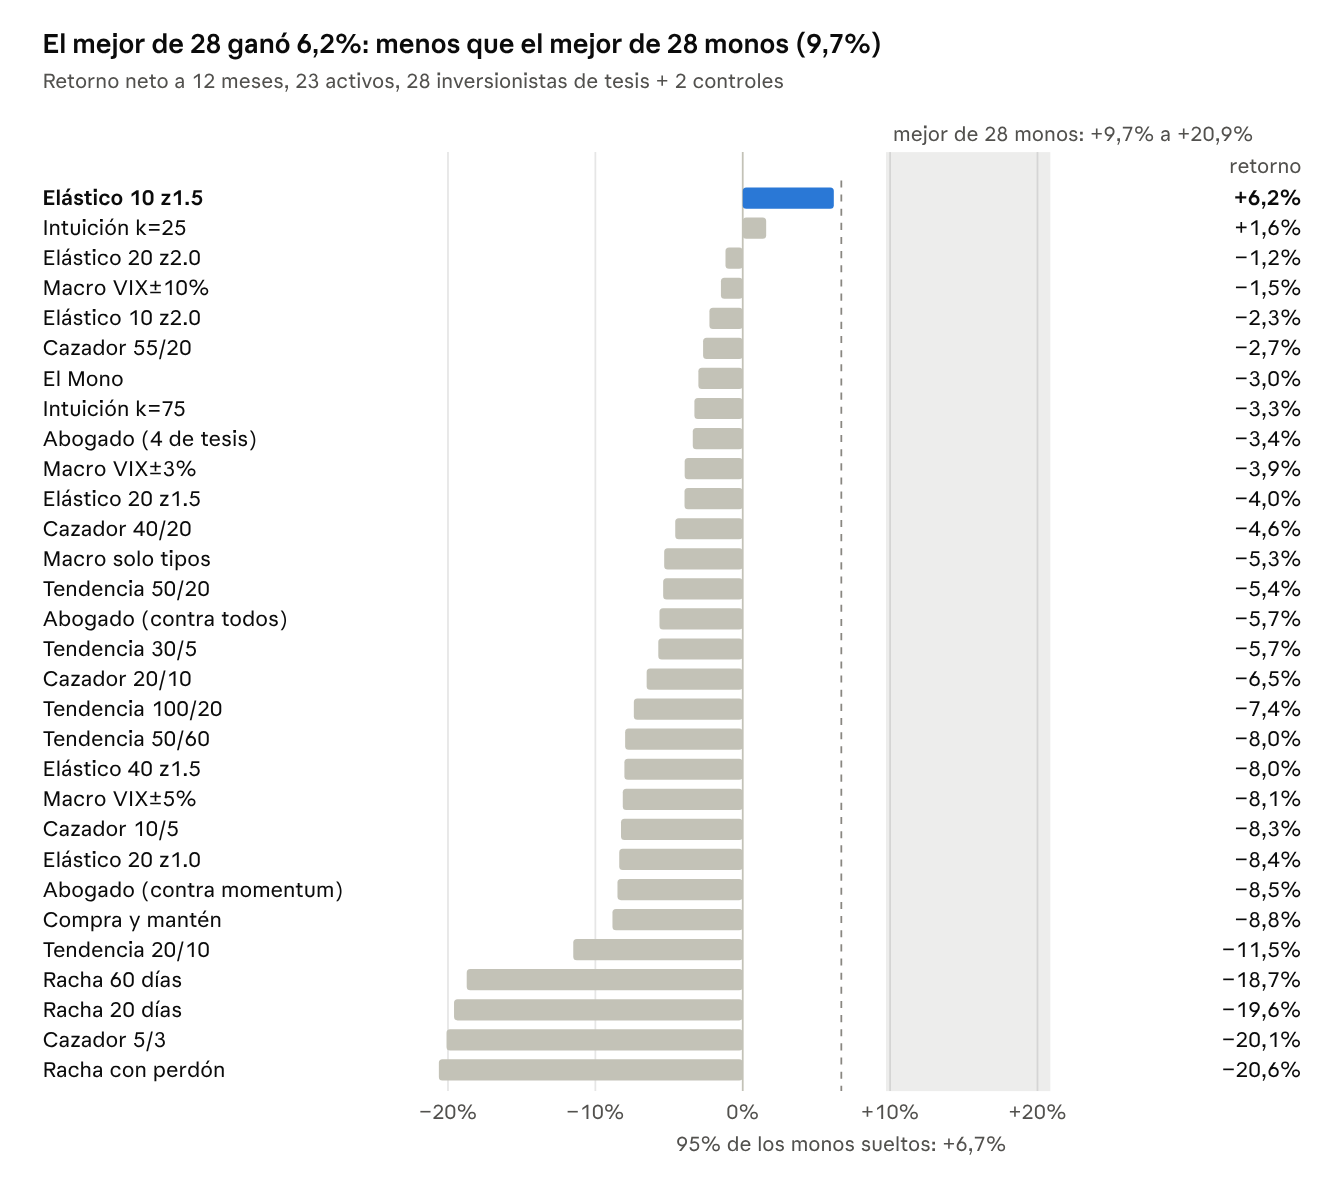 El mejor de 28 ganó 6,2%: menos que el mejor de 28 monos (9,7%)
Retorno neto a 12 meses, 23 activos, 28 inversionistas de tesis + 2 controles
mejor de 28 monos: +9,7% a +20,9%
retorno
Elástico 10 z1.5 +6,2%
Intuición k=25 +1,6%
Elástico 20 z2.0 −1,2%
Macro VIX±10% −1,5%
Elástico 10 z2.0 −2,3%
Cazador 55/20 −2,7%
El Mono −3,0%
Intuición k=75 −3,3%
Abogado (4 de tesis) −3,4%
Macro VIX±3% −3,9%
Elástico 20 z1.5 −4,0%
Cazador 40/20 −4,6%
Macro solo tipos −5,3%
Tendencia 50/20 −5,4%
Abogado (contra todos) −5,7%
Tendencia 30/5 −5,7%
Cazador 20/10 −6,5%
Tendencia 100/20 −7,4%
Tendencia 50/60 −8,0%
Elástico 40 z1.5 −8,0%
Macro VIX±5% −8,1%
Cazador 10/5 −8,3%
Elástico 20 z1.0 −8,4%
Abogado (contra momentum) −8,5%
Compra y mantén −8,8%
Tendencia 20/10 −11,5%
Racha 60 días −18,7%
Racha 20 días −19,6%
Cazador 5/3 −20,1%
Racha con perdón −20,6%
−20% −10% 0% +10% +20%
95% de los monos sueltos: +6,7%